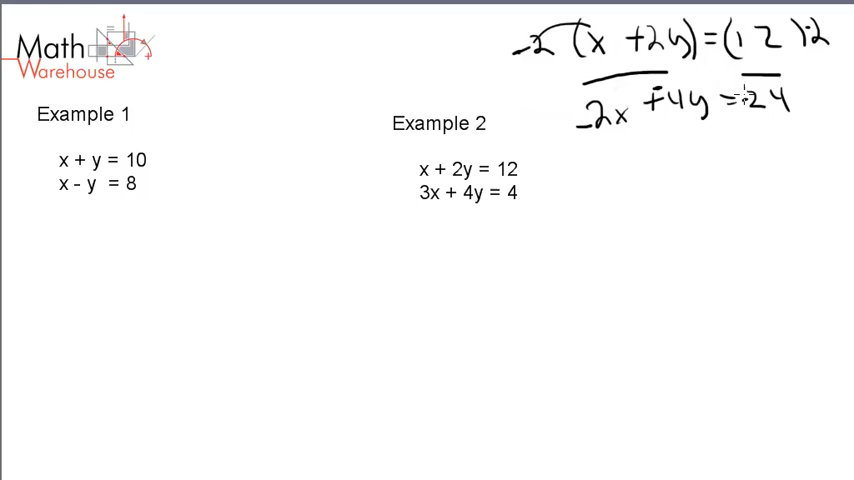 Math
Warehouse
-2 (x + 2y) = (12) -2
-2x - 4y = -24
Example 1
x + y = 10
x - y = 8
Example 2
x + 2y = 12
3x + 4y = 4